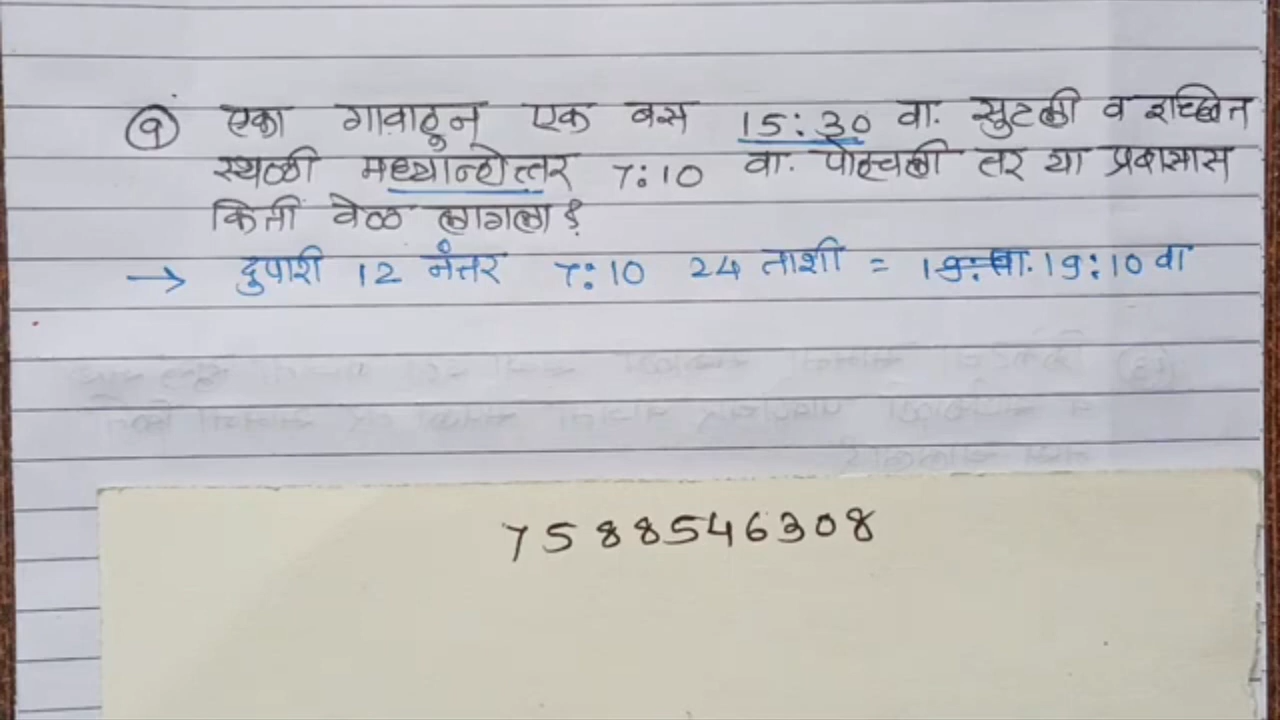 १ एका गावाहून एक बस 15:30 वा. सुटली व इच्छित
स्थळी मध्यान्होत्तर 7:10 वा. पोहचली तर या प्रवासास
किती वेळ लागला?
→ दुपारी 12 नंतर 7:10 24 ताशी = 19:10 वा
7588546308